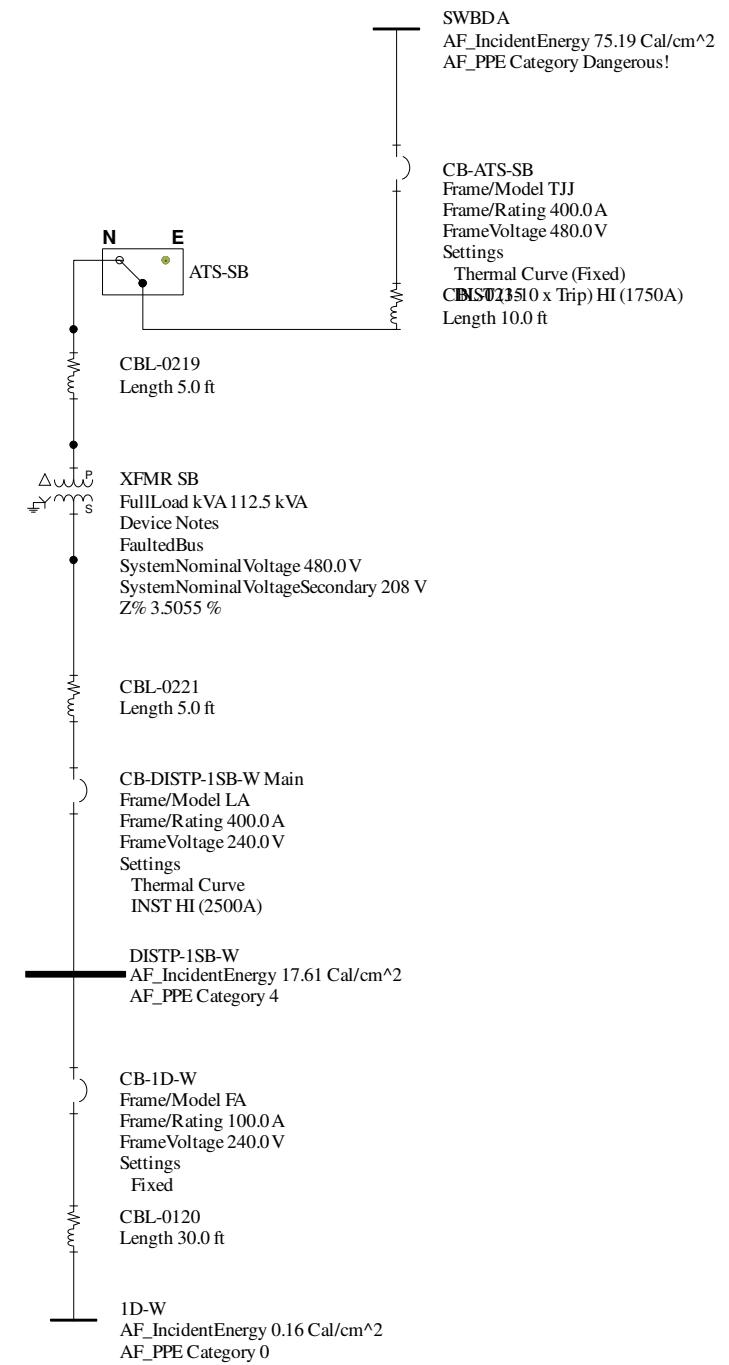 SWBDA
AF_IncidentEnergy 75.19 Cal/cm^2
AF_PPE Category Dangerous!
CB-ATS-SB
Frame/Model TJJ
Frame/Rating 400.0 A
FrameVoltage 480.0 V
Settings
Thermal Curve (Fixed)
10 x Trip) HI (1750A)
Length 10.0 ft
N E
ATS-SB
CBL-0219
Length 5.0 ft
P
S
XFMR SB
FullLoad kVA 112.5 kVA
Device Notes
FaultedBus
SystemNominalVoltage 480.0 V
SystemNominalVoltageSecondary 208 V
Z% 3.5055 %
CBL-0221
Length 5.0 ft
CB-DISTP-1SB-W Main
Frame/Model LA
Frame/Rating 400.0 A
FrameVoltage 240.0 V
Settings
Thermal Curve
INST HI (2500A)
DISTP-1SB-W
AF_IncidentEnergy 17.61 Cal/cm^2
AF_PPE Category 4
CB-1D-W
Frame/Model FA
Frame/Rating 100.0 A
FrameVoltage 240.0 V
Settings
Fixed
CBL-0120
Length 30.0 ft
1D-W
AF_IncidentEnergy 0.16 Cal/cm^2
AF_PPE Category 0